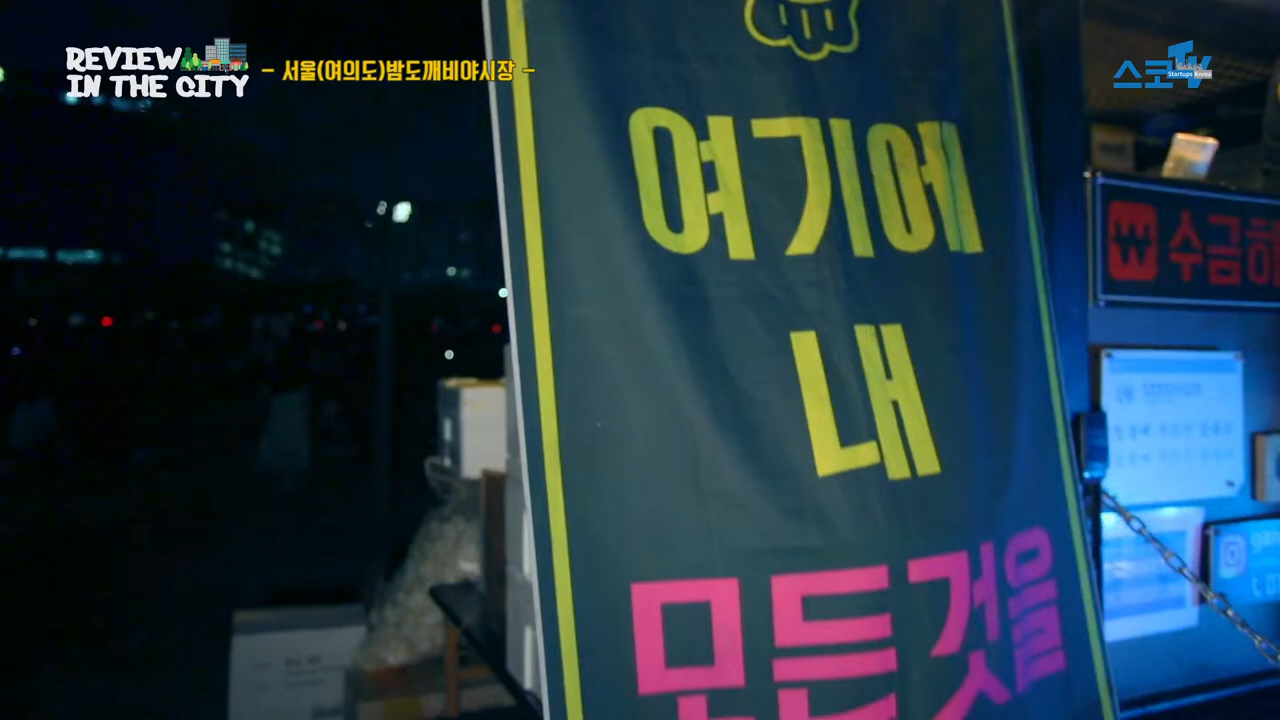 REVIEW
IN THE CITY
- 서울(여의도)밤도깨비야시장 -
스코TV
Startups Korea
여기에
내
모든것을
₩ 수금하